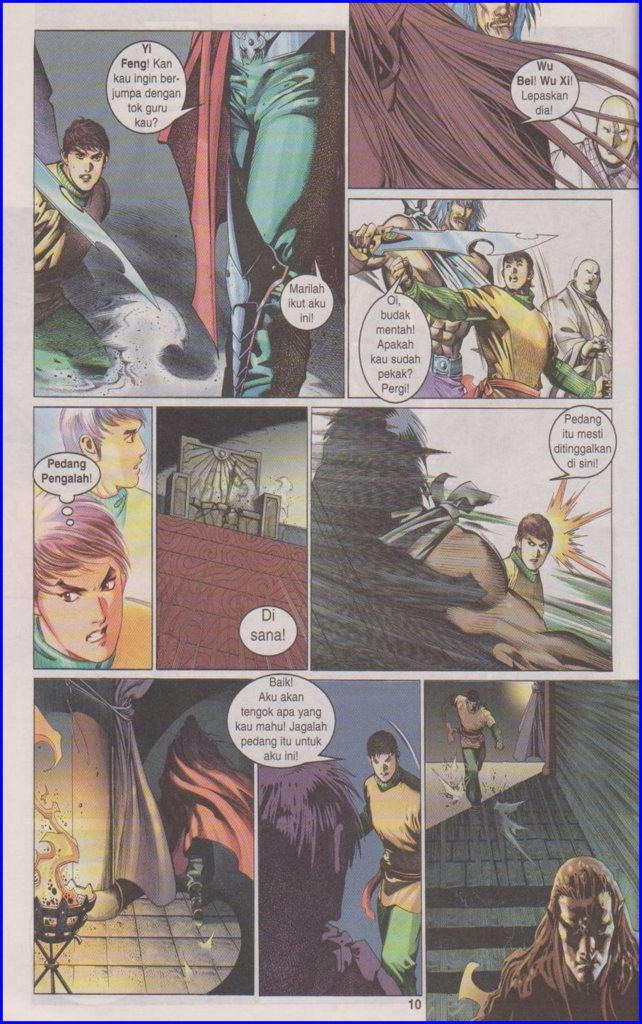 Yi
Feng! Kan
kau ingin ber-
jumpa dengan
tok guru
kau?
Marilah
ikut aku
ini!
Wu
Bei! Wu Xi!
Lepaskan
dia!
Oi,
budak
mentah!
Apakah
kau sudah
pekak?
Pergi!
Pedang
Pengalah!
Di
sana!
Pedang
itu mesti
ditinggalkan
di sini!
Baik!
Aku akan
tengok apa yang
kau mahu! Jagalah
pedang itu untuk
aku ini!
10